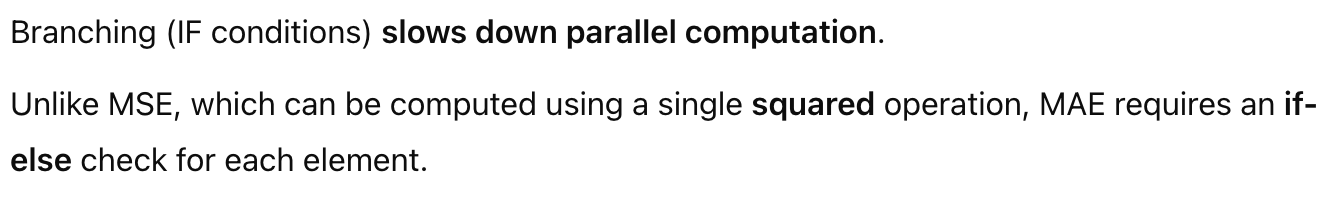 Branching (IF conditions) slows down parallel computation.
Unlike MSE, which can be computed using a single squared operation, MAE requires an if-
else check for each element.